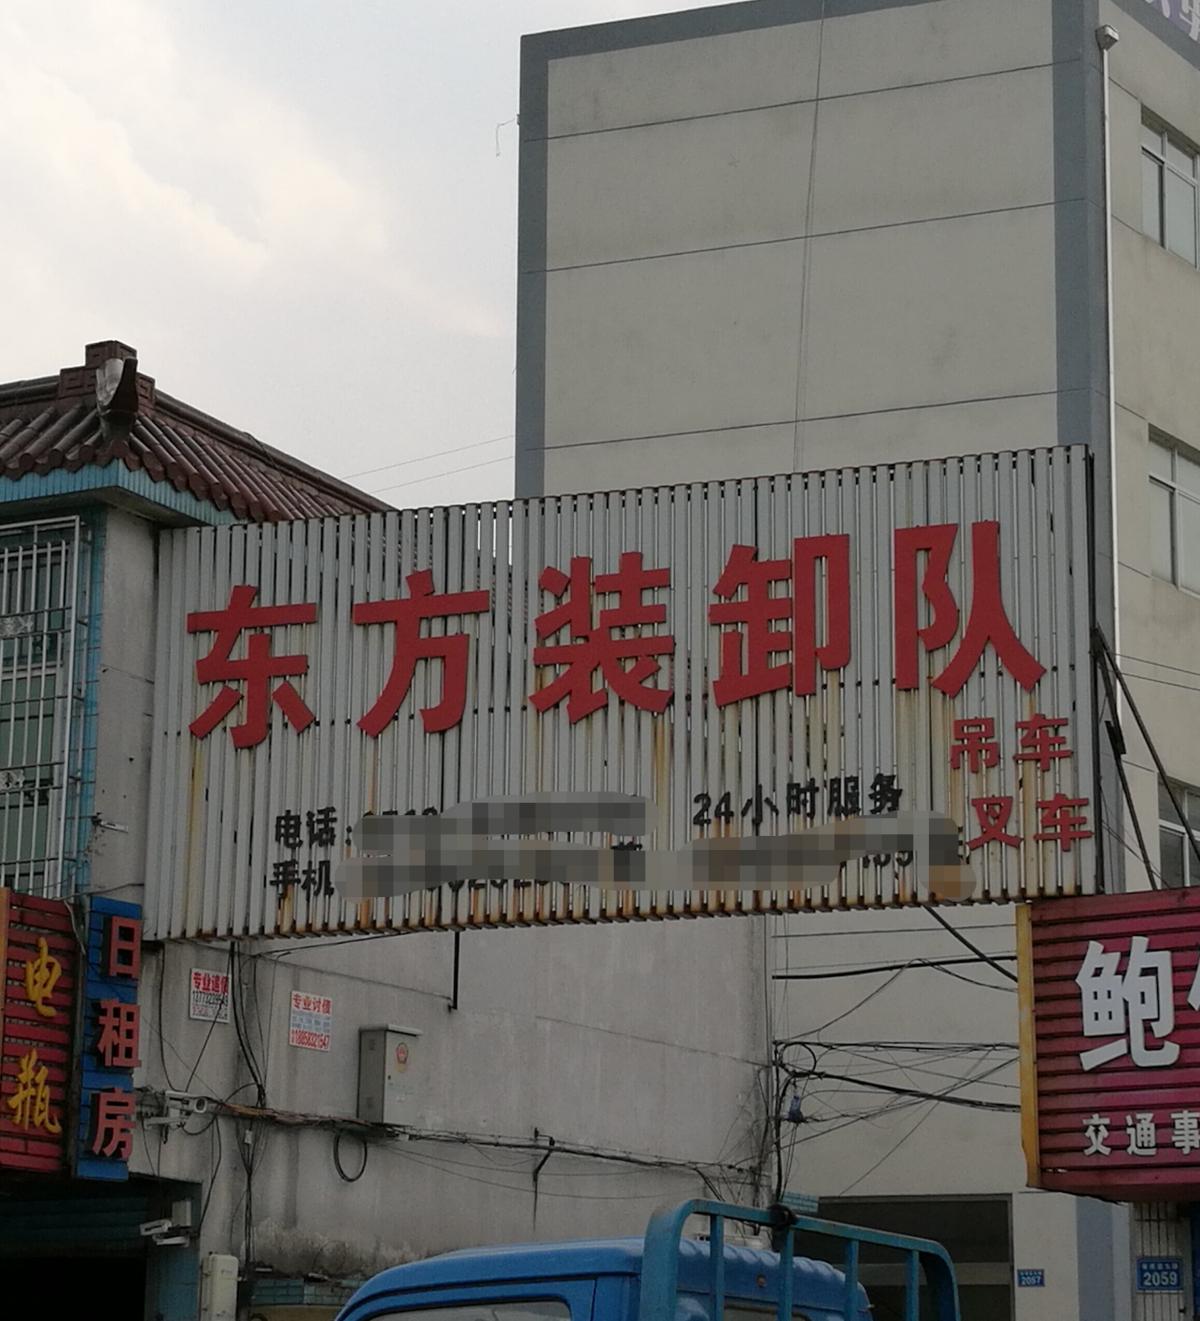 东方装卸队
吊车
叉车
电话:
24小时服务
手机
电瓶
日租房
专业追债
专业讨债
鲍
交通事
2057
2059